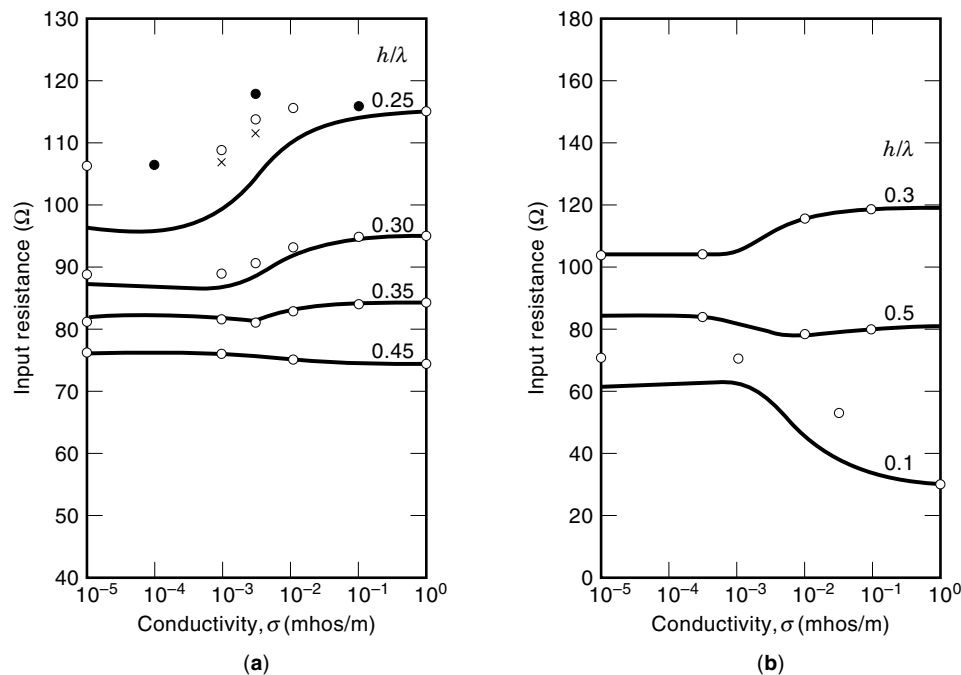 130
120
110
100
90
80
70
60
50
40
Input resistance (Ω)
h/λ
0.25
0.30
0.35
0.45
10⁻⁵ 10⁻⁴ 10⁻³ 10⁻² 10⁻¹ 10⁰
Conductivity, σ (mhos/m)
(a)
180
160
140
120
100
80
60
40
20
0
Input resistance (Ω)
h/λ
0.3
0.5
0.1
10⁻⁵ 10⁻⁴ 10⁻³ 10⁻² 10⁻¹ 10⁰
Conductivity, σ (mhos/m)
(b)